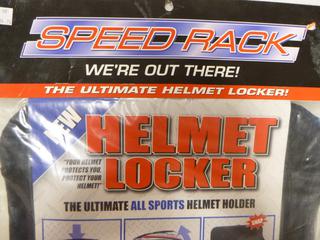 SPEED RACK
WE'RE OUT THERE!
THE ULTIMATE HELMET LOCKER!
NEW
HELMET
LOCKER
"YOUR HELMET
PROTECTS YOU,
PROTECT YOUR
HELMET!"
THE ULTIMATE ALL SPORTS HELMET HOLDER